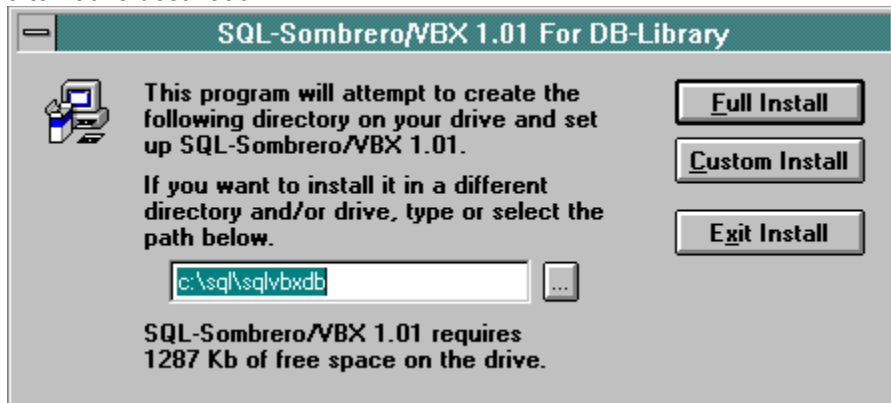 SQL-Sombrero/VBX 1.01 For DB-Library
This program will attempt to create the
following directory on your drive and set
up SQL-Sombrero/VBX 1.01.
If you want to install it in a different
directory and/or drive, type or select the
path below.
c:\sql\sqlvbxdb
...
SQL-Sombrero/VBX 1.01 requires
1287 Kb of free space on the drive.
Full Install
Custom Install
Exit Install